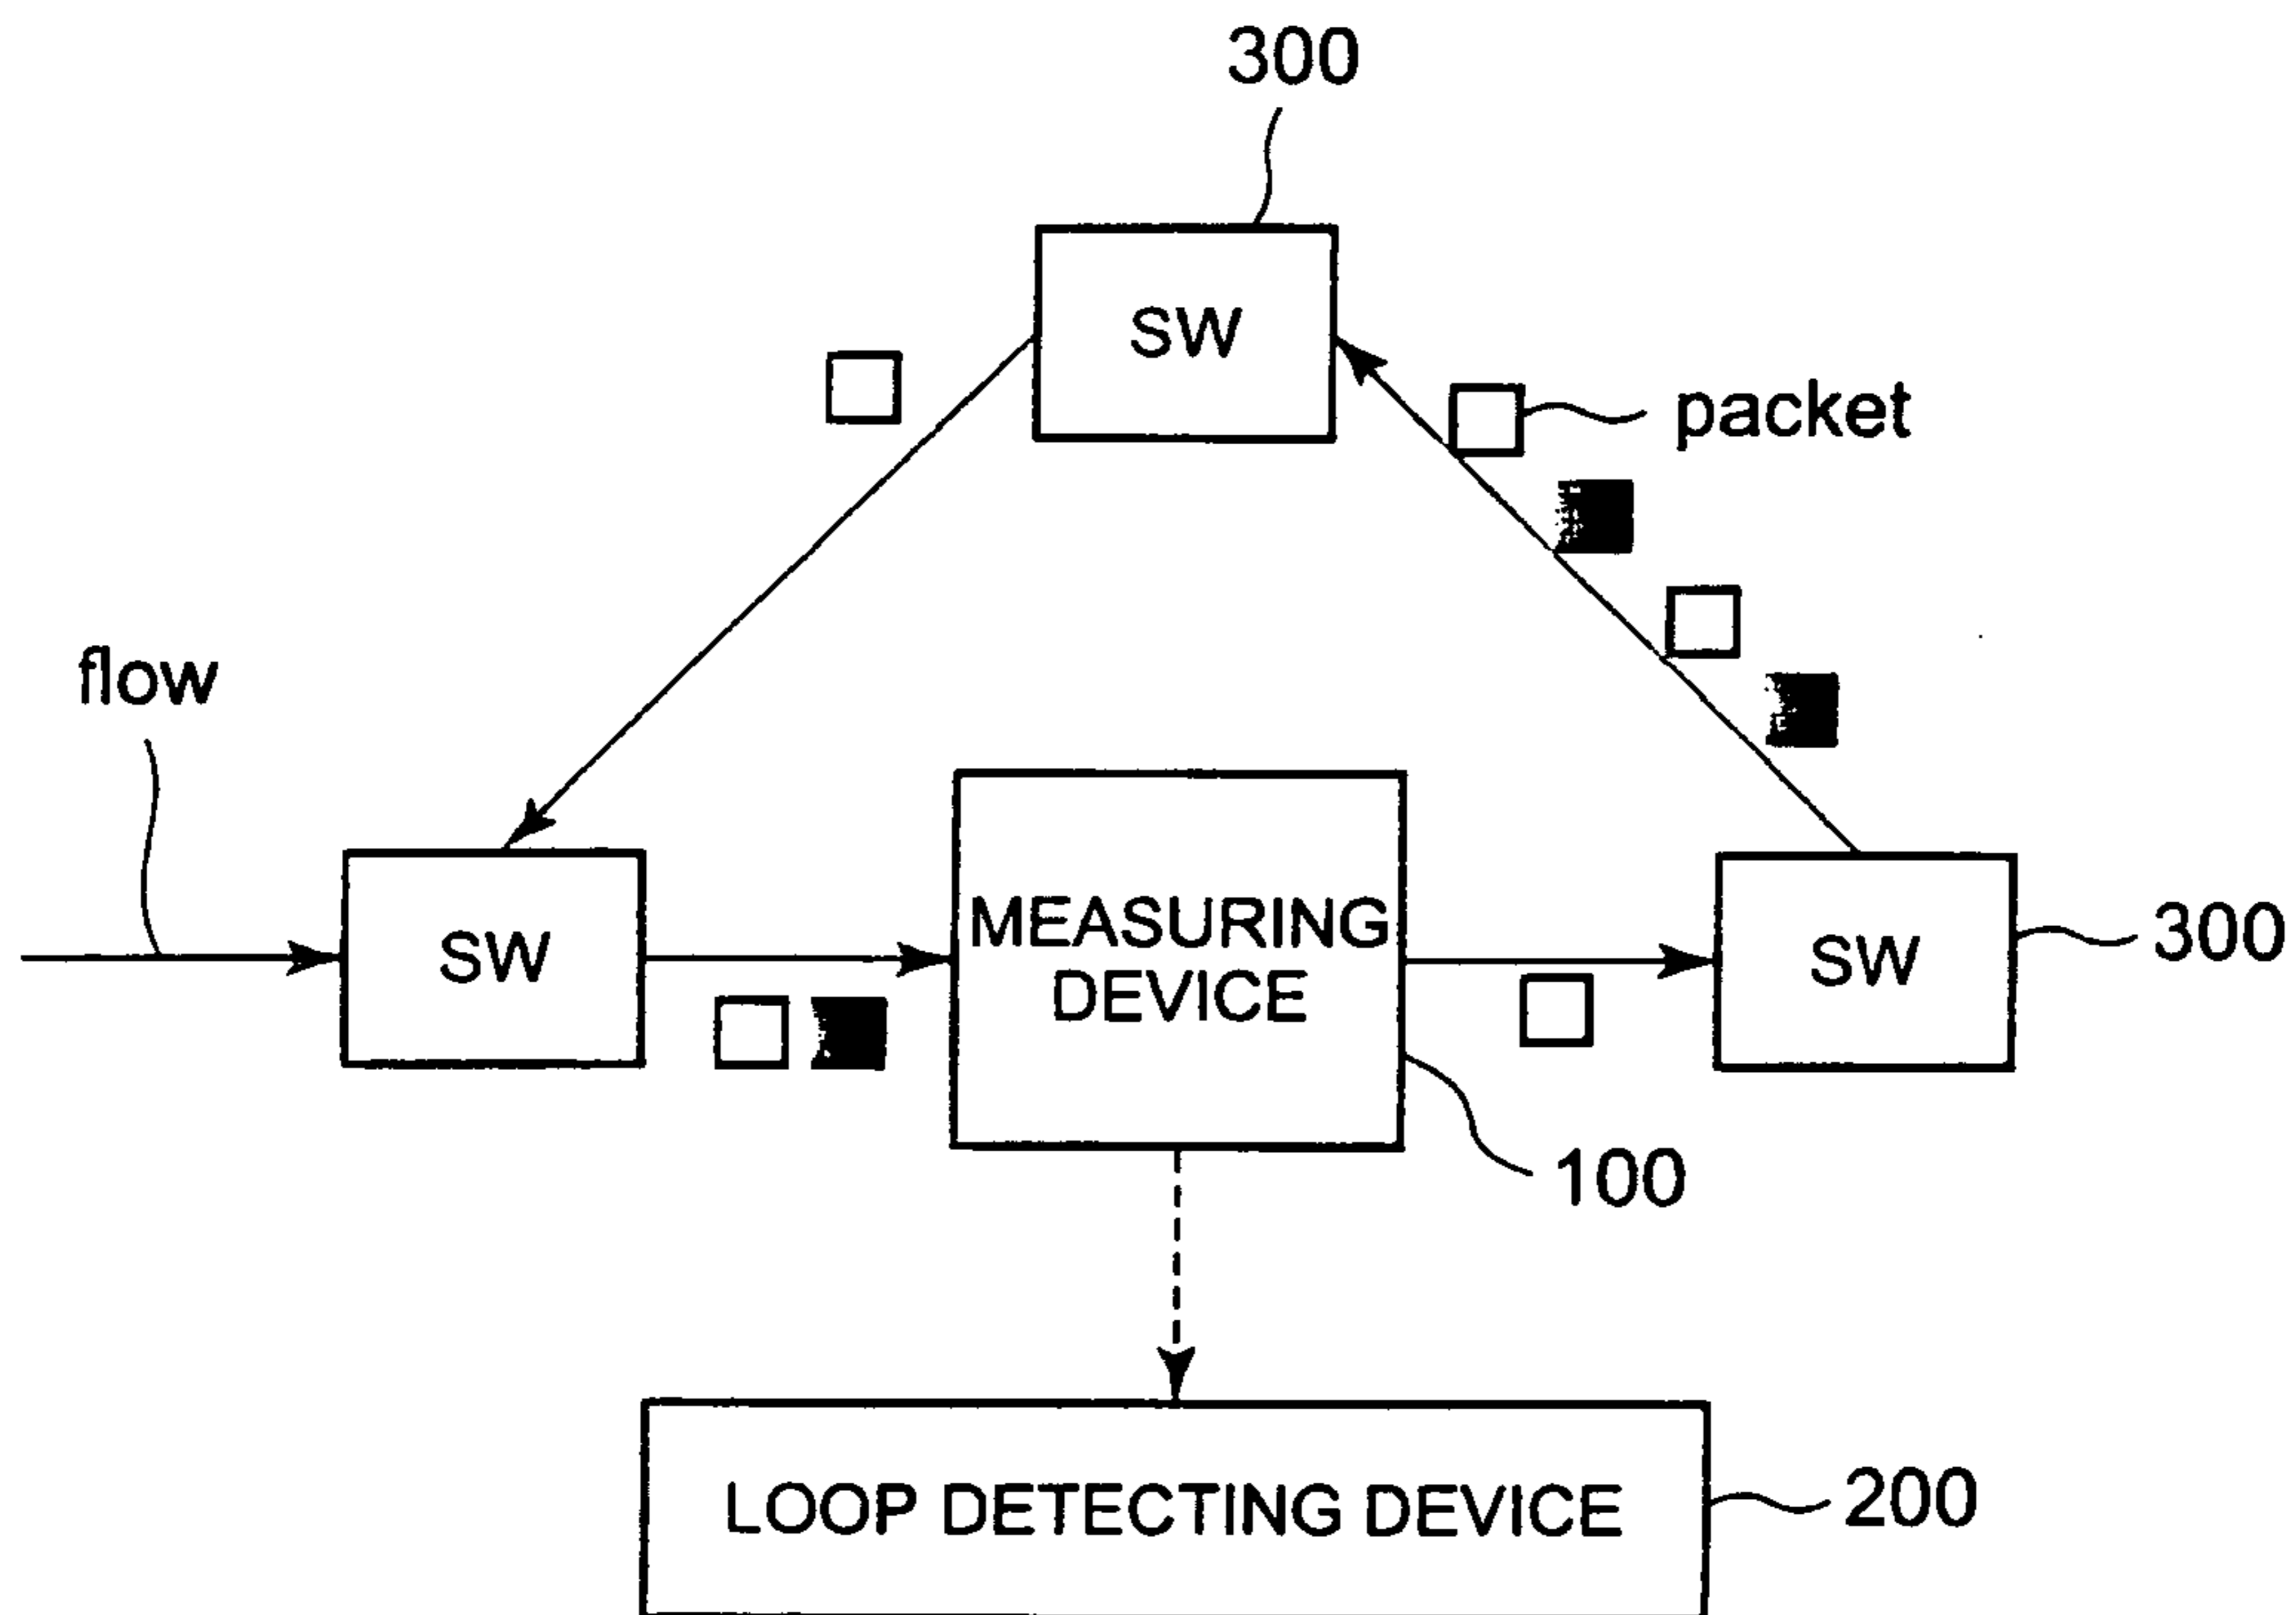 300
SW
packet
flow
SW
MEASURING
DEVICE
SW
300
100
LOOP DETECTING DEVICE
200